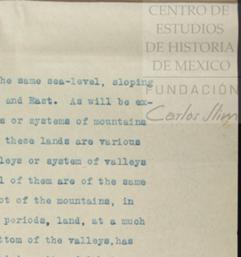 CENTRO DE
ESTUDIOS
DE HISTORIA
DE MEXICO
FUNDACIÓN
Carlos Slim
he same sea-level, sloping
and East. As will be ex-
s or systems of mountains
these lands are various
leys or system of valleys
l of them are of the same
ot of the mountains, in
periods, land, at a much
ttom of the valleys,has